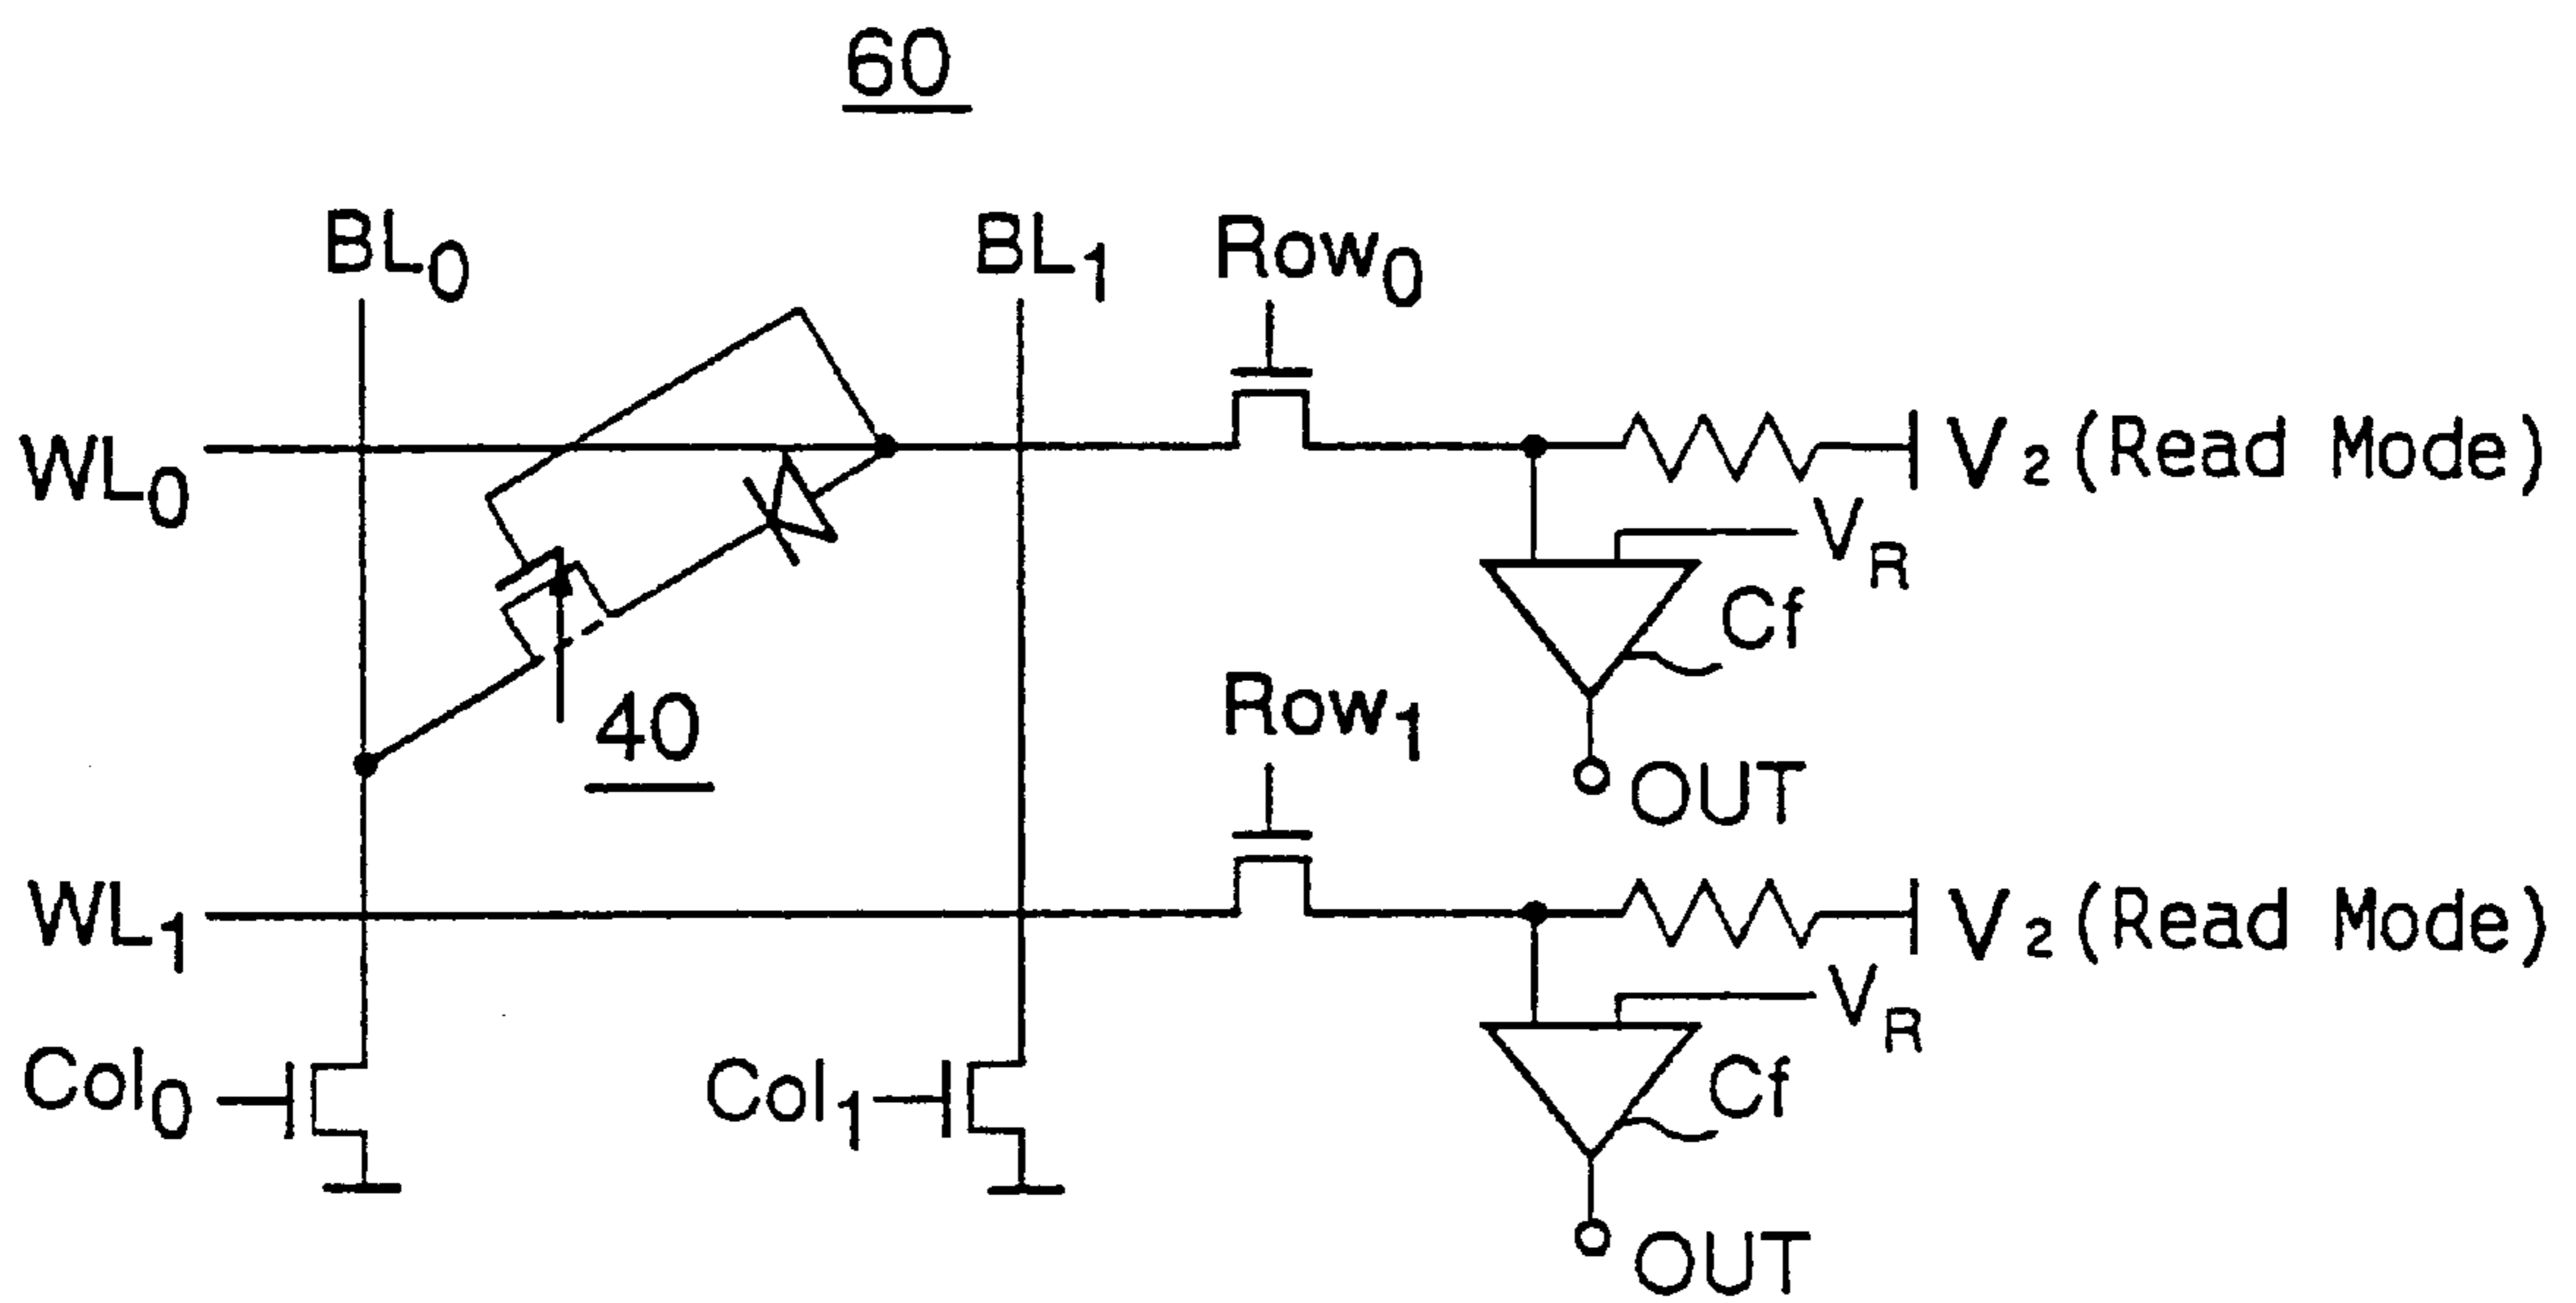 60
BL0
BL1
Row0
WL0
V2 (Read Mode)
VR
Cf
40
Row1
OUT
WL1
V2 (Read Mode)
VR
Col0
Col1
Cf
OUT